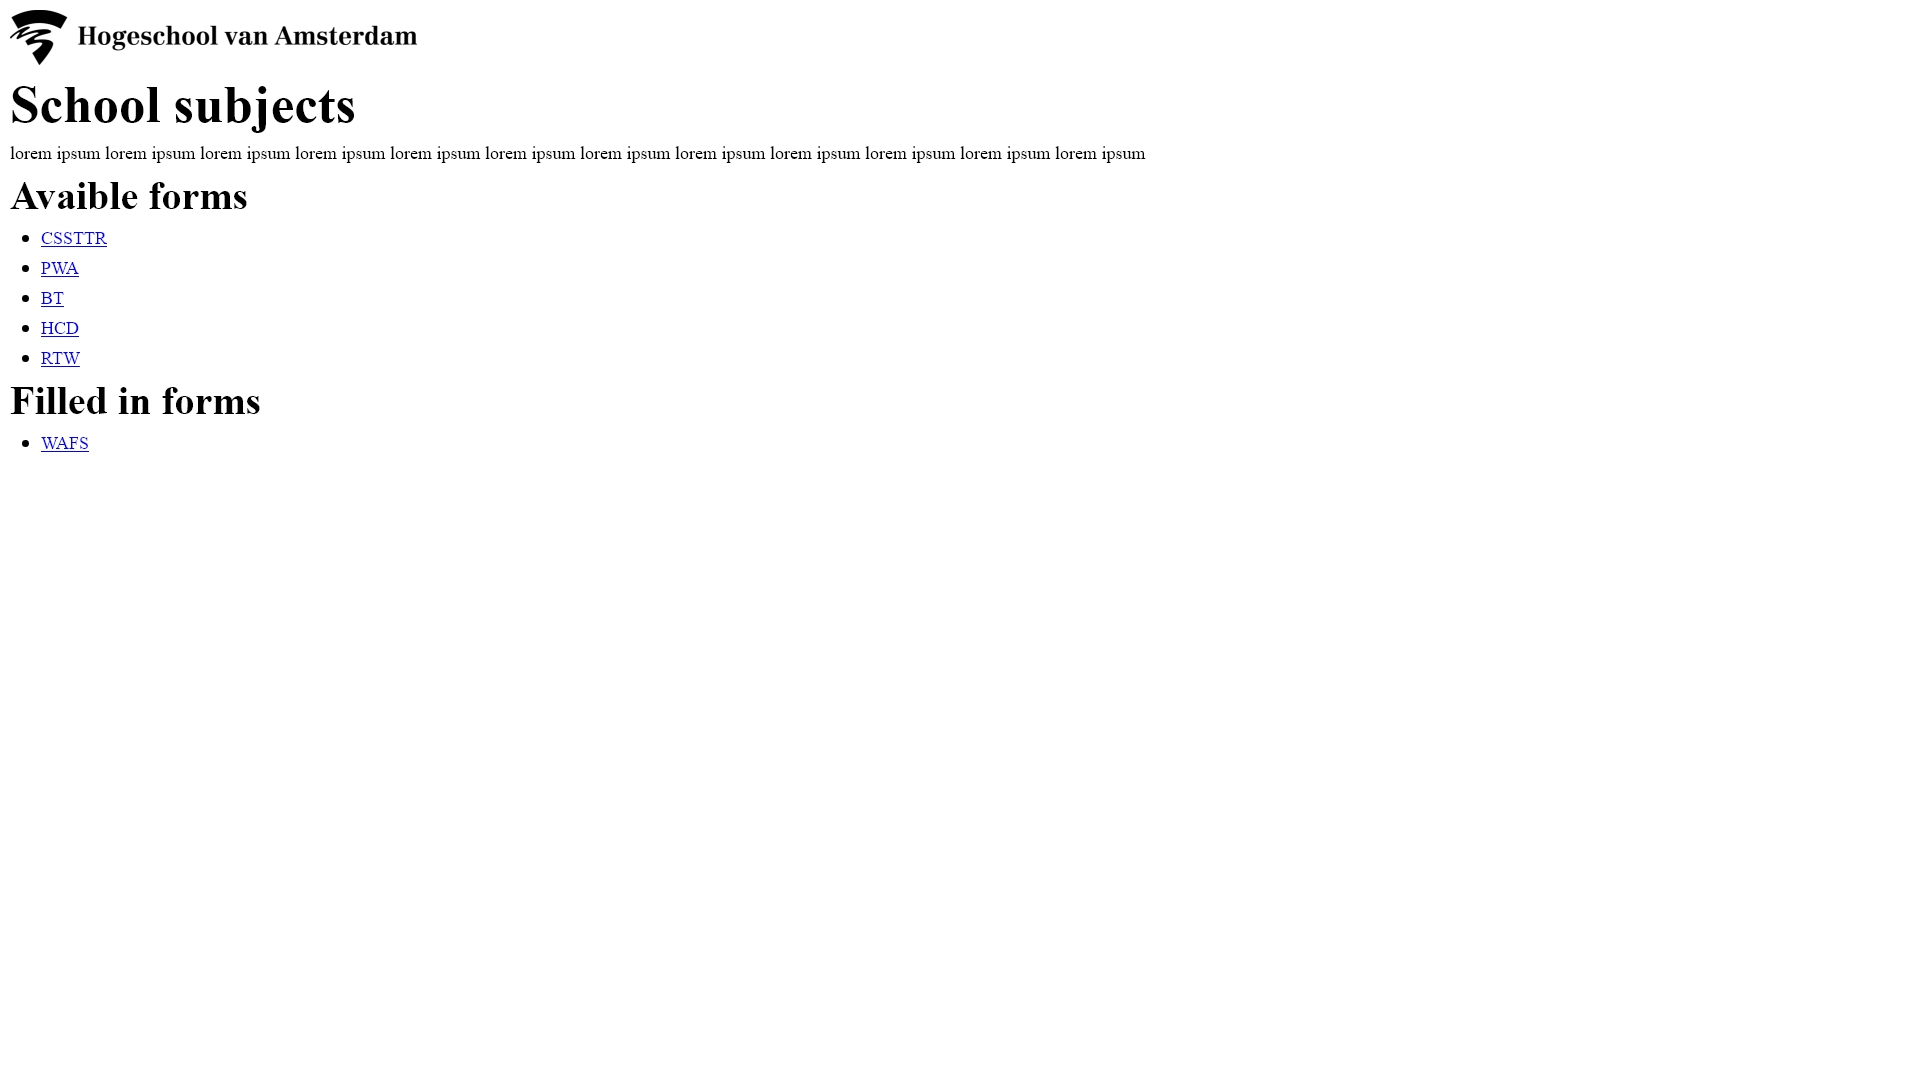 Hogeschool van Amsterdam
School subjects
lorem ipsum lorem ipsum lorem ipsum lorem ipsum lorem ipsum lorem ipsum lorem ipsum lorem ipsum lorem ipsum lorem ipsum lorem ipsum lorem ipsum
Avaible forms
CSSTTR
PWA
BT
HCD
RTW
Filled in forms
WAFS